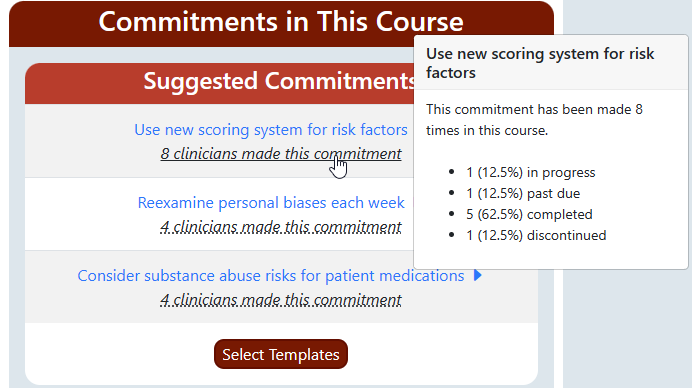 Commitments in This Course
Suggested Commitments
Use new scoring system for risk factors
8 clinicians made this commitment
Reexamine personal biases each week
4 clinicians made this commitment
Consider substance abuse risks for patient medications
4 clinicians made this commitment
Select Templates
Use new scoring system for risk
factors
This commitment has been made 8
times in this course.
• 1 (12.5%) in progress
• 1 (12.5%) past due
• 5 (62.5%) completed
• 1 (12.5%) discontinued